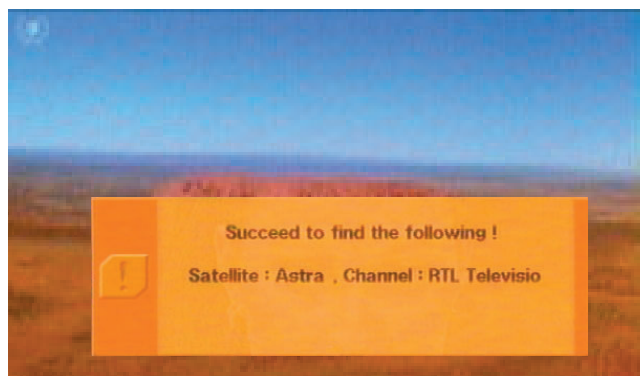 Succeed to find the following !
Satellite : Astra , Channel : RTL Televisio